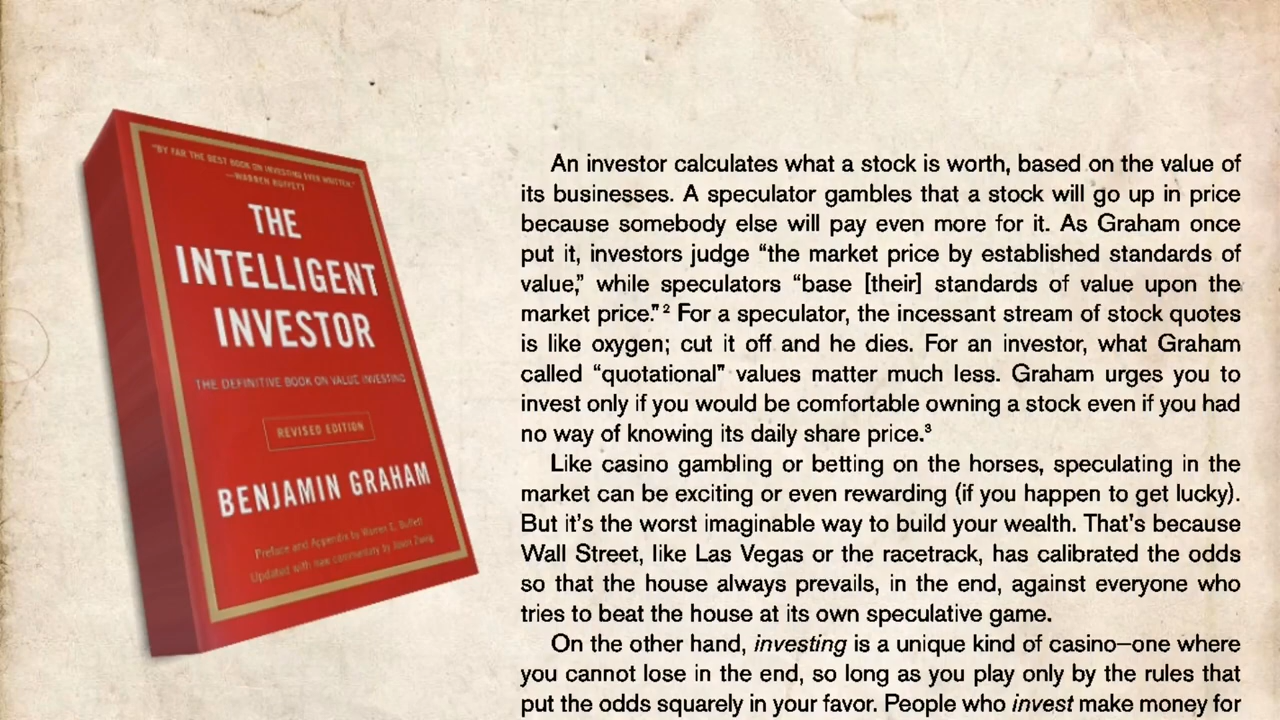 "BY FAR THE BEST BOOK ON INVESTING EVER WRITTEN."
—WARREN BUFFETT
THE
INTELLIGENT
INVESTOR
THE DEFINITIVE BOOK ON VALUE INVESTING
REVISED EDITION
BENJAMIN GRAHAM
Preface and Appendix by Warren E. Buffett
Updated with new commentary by Jason Zweig
An investor calculates what a stock is worth, based on the value of
its businesses. A speculator gambles that a stock will go up in price
because somebody else will pay even more for it. As Graham once
put it, investors judge “the market price by established standards of
value,” while speculators “base [their] standards of value upon the
market price.”² For a speculator, the incessant stream of stock quotes
is like oxygen; cut it off and he dies. For an investor, what Graham
called “quotational” values matter much less. Graham urges you to
invest only if you would be comfortable owning a stock even if you had
no way of knowing its daily share price.³
Like casino gambling or betting on the horses, speculating in the
market can be exciting or even rewarding (if you happen to get lucky).
But it’s the worst imaginable way to build your wealth. That’s because
Wall Street, like Las Vegas or the racetrack, has calibrated the odds
so that the house always prevails, in the end, against everyone who
tries to beat the house at its own speculative game.
On the other hand, investing is a unique kind of casino—one where
you cannot lose in the end, so long as you play only by the rules that
put the odds squarely in your favor. People who invest make money for